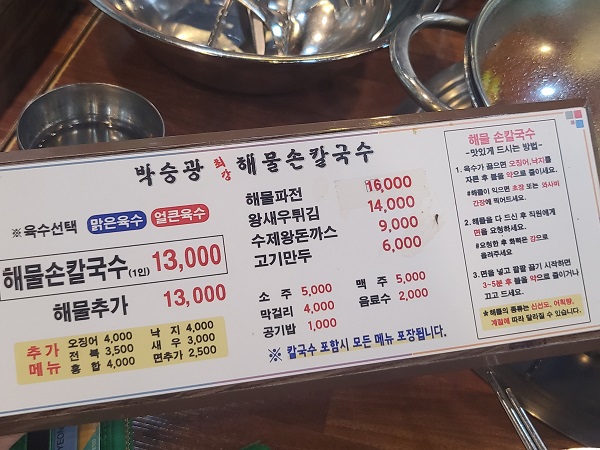 박승광 최강 해물손칼국수
※육수선택 맑은육수 얼큰육수
해물손칼국수(1인) 13,000
해물추가 13,000
추가메뉴
오징어 4,000 낙지 4,000
전복 3,500 새우 3,000
홍합 4,000 면추가 2,500
해물파전 16,000
왕새우튀김 14,000
수제왕돈까스 9,000
고기만두 6,000
소주 5,000 맥주 5,000
막걸리 4,000 음료수 2,000
공기밥 1,000
※ 칼국수 포함시 모든 메뉴 포장됩니다.
해물 손칼국수
-맛있게 드시는 방법-
1. 육수가 끓으면 오징어,낙지를
자른 후 불을 약으로 줄이세요.
#해물이 익으면 초장 또는 와사비
간장에 찍어드세요.
2. 해물을 다 드신 후 직원에게
면을 요청하세요.
#요청한 후 화력은 강으로
올려주세요
3. 면을 넣고 팔팔 끓기 시작하면
3~5분 후 불을 약으로 줄이거나
끄고 드세요.
★해물의 종류는 신선도, 어획량,
계절에 따라 달라질 수 있습니다.